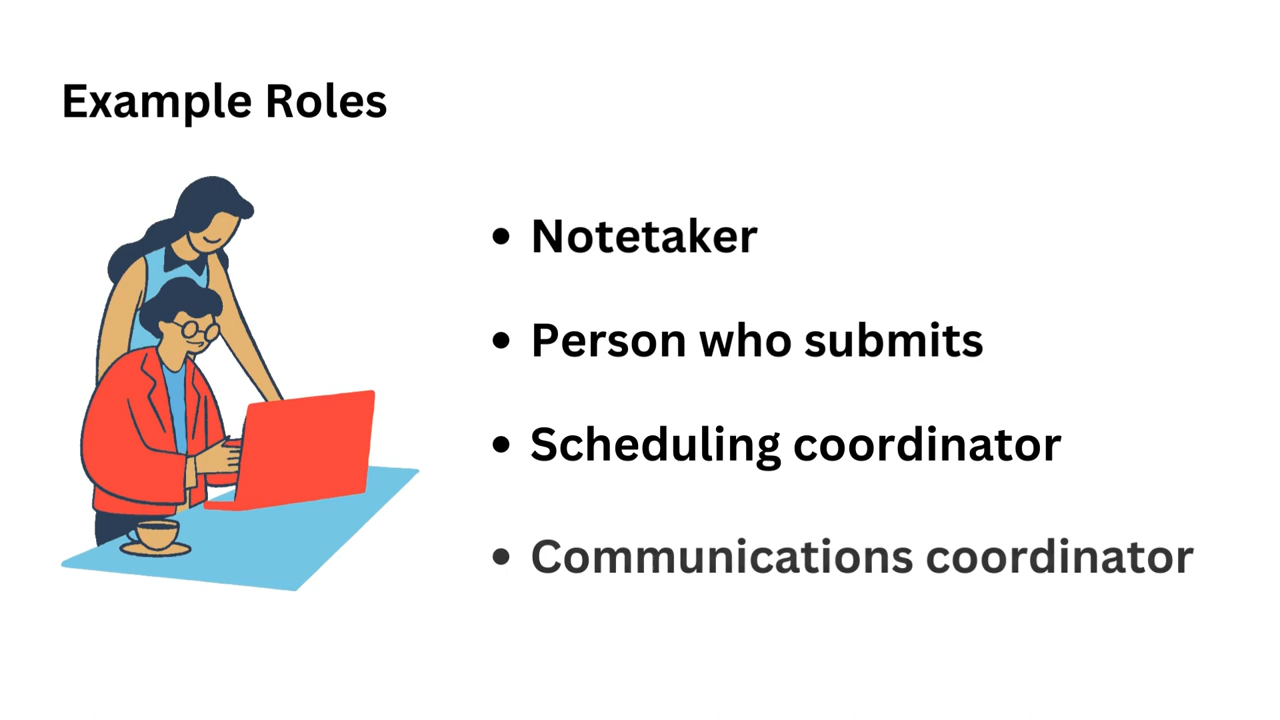 Example Roles
• Notetaker
• Person who submits
• Scheduling coordinator
• Communications coordinator